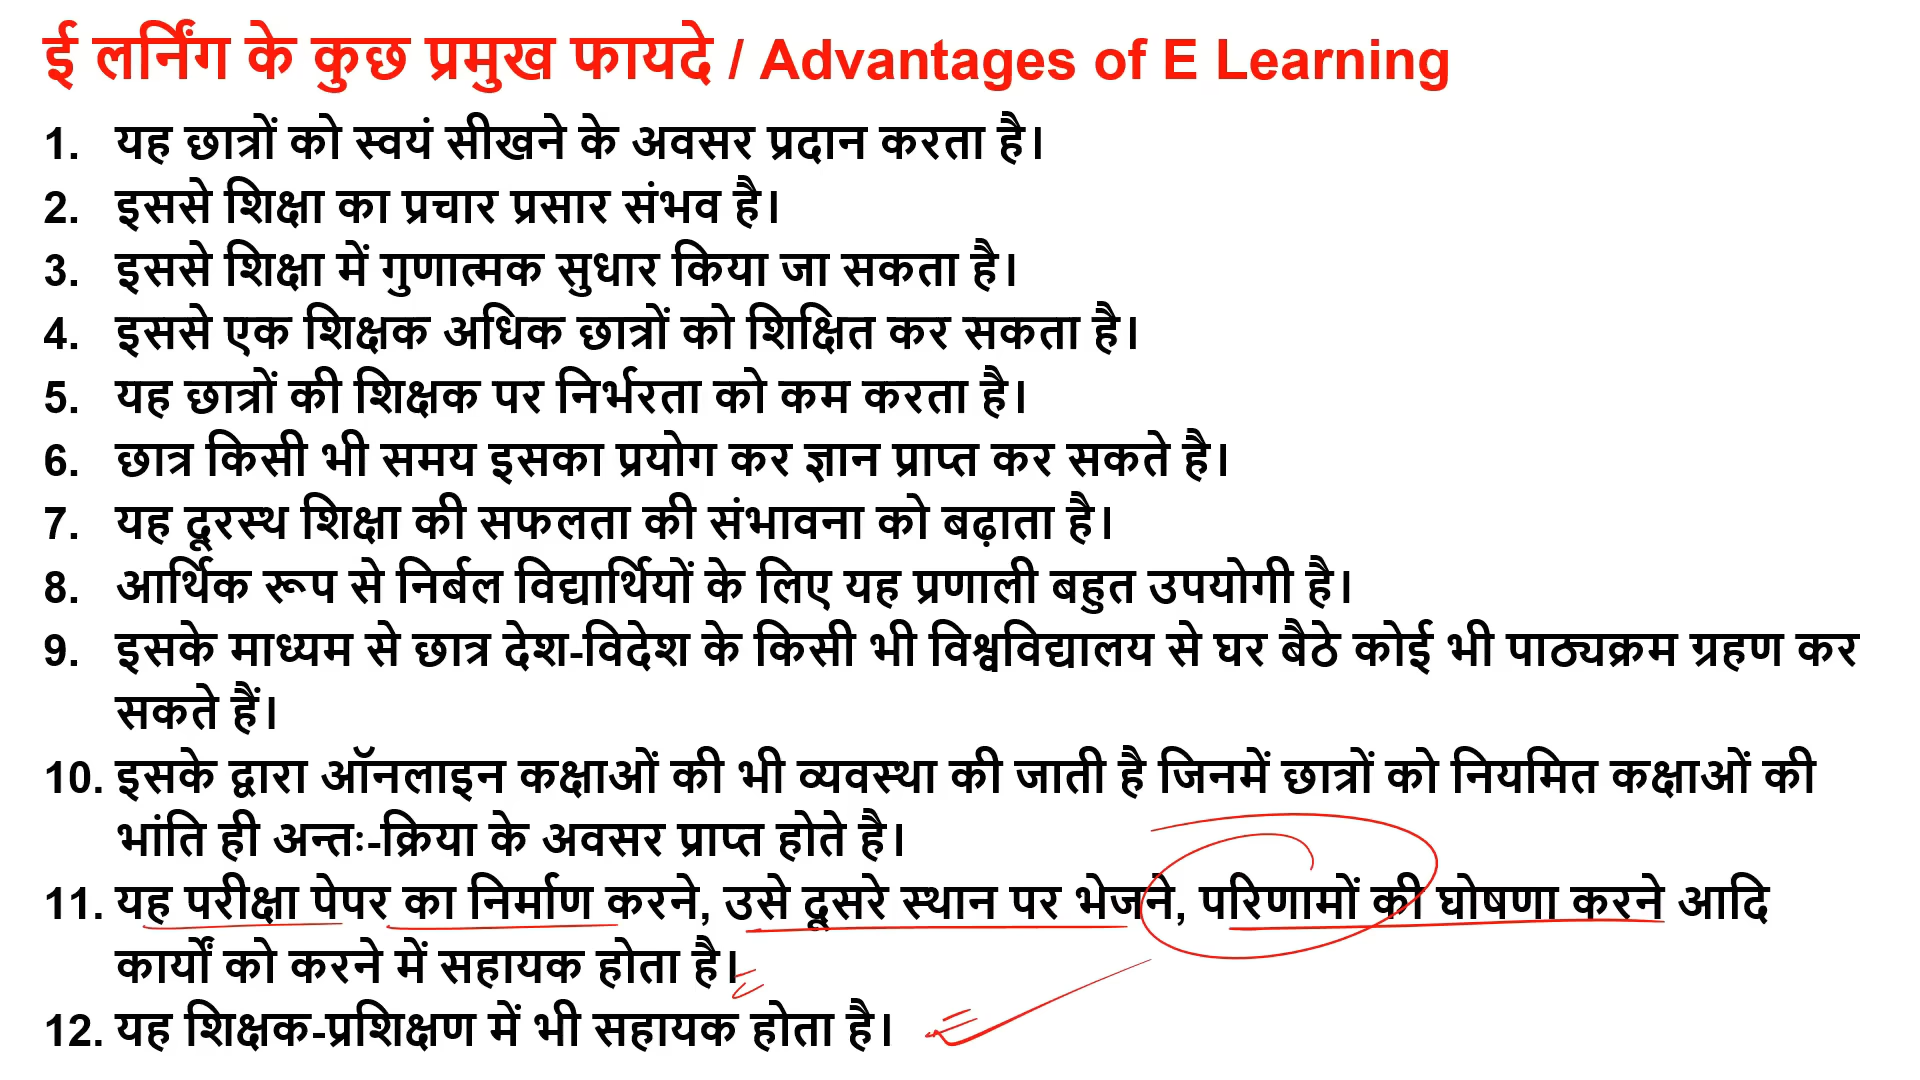 ई लर्निंग के कुछ प्रमुख फायदे / Advantages of E Learning
1. यह छात्रों को स्वयं सीखने के अवसर प्रदान करता है।
2. इससे शिक्षा का प्रचार प्रसार संभव है।
3. इससे शिक्षा में गुणात्मक सुधार किया जा सकता है।
4. इससे एक शिक्षक अधिक छात्रों को शिक्षित कर सकता है।
5. यह छात्रों की शिक्षक पर निर्भरता को कम करता है।
6. छात्र किसी भी समय इसका प्रयोग कर ज्ञान प्राप्त कर सकते है।
7. यह दूरस्थ शिक्षा की सफलता की संभावना को बढ़ाता है।
8. आर्थिक रूप से निर्बल विद्यार्थियों के लिए यह प्रणाली बहुत उपयोगी है।
9. इसके माध्यम से छात्र देश-विदेश के किसी भी विश्वविद्यालय से घर बैठे कोई भी पाठ्यक्रम ग्रहण कर
सकते हैं।
10. इसके द्वारा ऑनलाइन कक्षाओं की भी व्यवस्था की जाती है जिनमें छात्रों को नियमित कक्षाओं की
भांति ही अन्तः-क्रिया के अवसर प्राप्त होते है।
11. यह परीक्षा पेपर का निर्माण करने, उसे दूसरे स्थान पर भेजने, परिणामों की घोषणा करने आदि
कार्यों को करने में सहायक होता है।
12. यह शिक्षक-प्रशिक्षण में भी सहायक होता है।